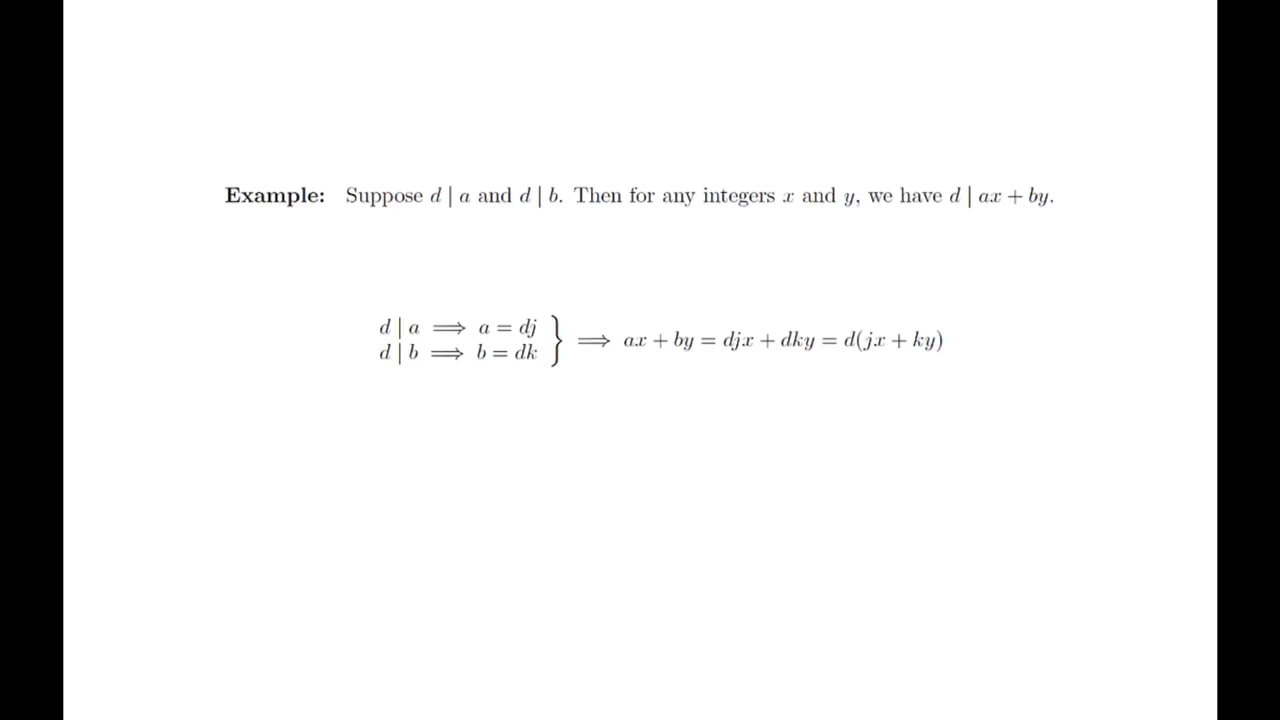 Example: Suppose d | a and d | b. Then for any integers x and y, we have d | ax + by.
d | a ⟹ a = dj
d | b ⟹ b = dk
} ⟹ ax + by = djx + dky = d(jx + ky)